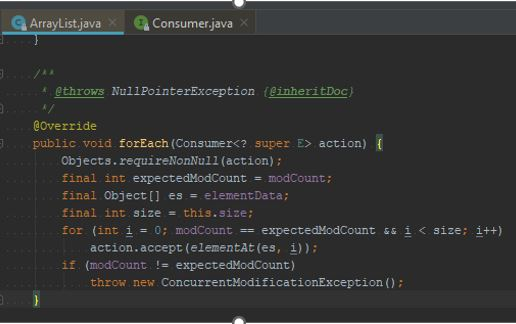 ArrayList.java × Consumer.java ×
}
/**
* @throws NullPointerException {@inheritDoc}
*/
@Override
public void forEach(Consumer<? super E> action) {
Objects.requireNonNull(action);
final int expectedModCount = modCount;
final Object[] es = elementData;
final int size = this.size;
for (int i = 0; modCount == expectedModCount && i < size; i++)
action.accept(elementAt(es, i));
if (modCount != expectedModCount)
throw new ConcurrentModificationException();
}